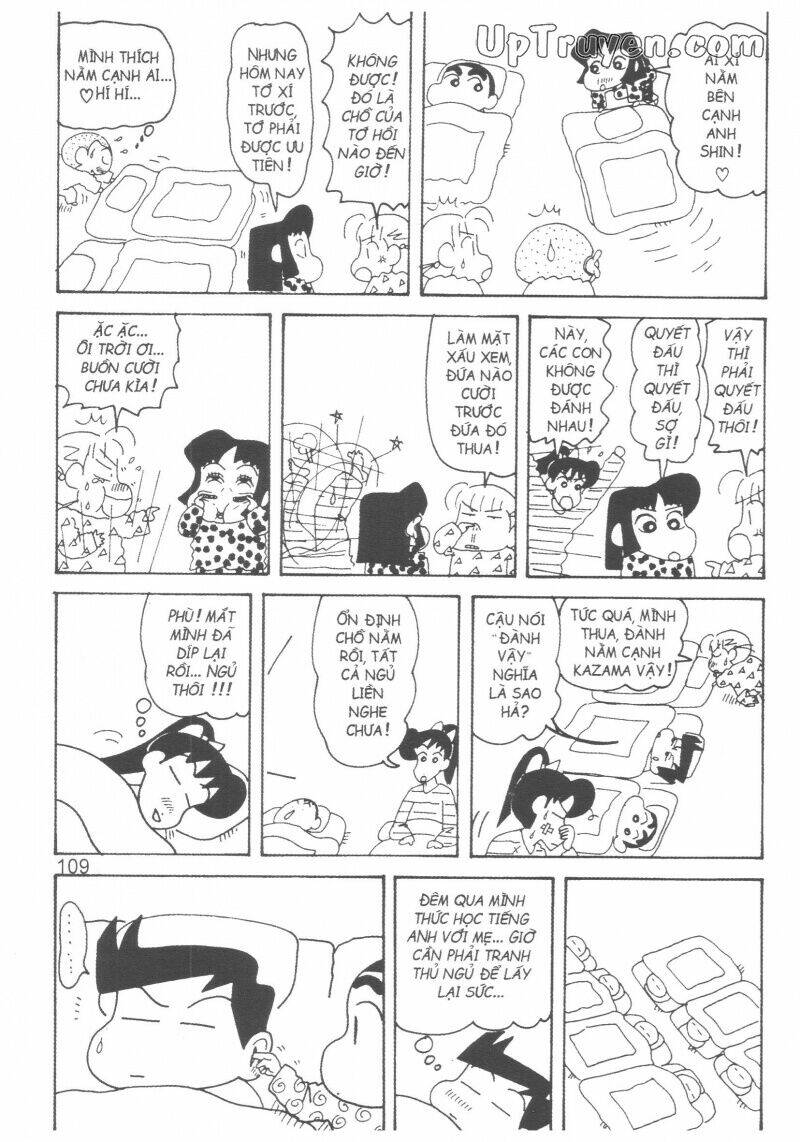 UpTruyen.com
AI XÍ
NẰM
BÊN
CẠNH
ANH
SHIN!
♡
KHÔNG
ĐƯỢC!
ĐÓ LÀ
CHỖ CỦA
TỚ HỒI
NÀO ĐẾN
GIỜ!
NHƯNG
HÔM NAY
TỚ XÍ
TRƯỚC,
TỚ PHẢI
ĐƯỢC ƯU
TIÊN!
MÌNH THÍCH
NẰM CẠNH AI...
♡HÍ HÍ...
VẬY
THÌ
PHẢI
QUYẾT
ĐẤU
THÔI!
QUYẾT
ĐẤU
THÌ
QUYẾT
ĐẤU,
SỢ
GÌ!
NÀY,
CÁC CON
KHÔNG
ĐƯỢC
ĐÁNH
NHAU!
LÀM MẶT
XẤU XEM,
ĐỨA NÀO
CƯỜI
TRƯỚC
ĐỨA ĐÓ
THUA!
ẶC ẶC...
ÔI TRỜI ƠI...
BUỒN CƯỜI
CHƯA KÌA!
TỨC QUÁ, MÌNH
THUA, ĐÀNH
NẰM CẠNH
KAZAMA VẬY!
CẬU NÓI
"ĐÀNH
VẬY"
NGHĨA
LÀ SAO
HẢ?
ỔN ĐỊNH
CHỖ NẰM
RỒI, TẤT
CẢ NGỦ
LIỀN
NGHE
CHƯA!
PHÙ! MẮT
MÌNH ĐÃ
DÍP LẠI
RỒI... NGỦ
THÔI !!!
109
ĐÊM QUA MÌNH
THỨC HỌC TIẾNG
ANH VỚI MẸ... GIỜ
CẦN PHẢI TRANH
THỦ NGỦ ĐỂ LẤY
LẠI SỨC...
.........